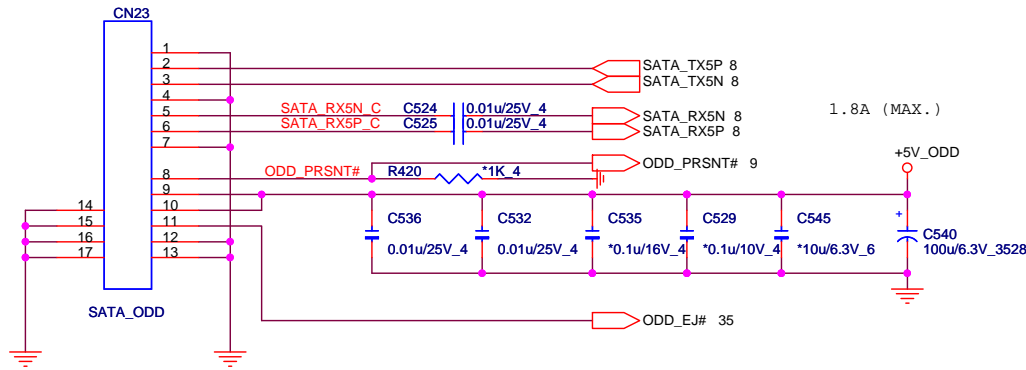 CN23
1
2
3
4
5
6
7
8
9
10
11
12
13
14
15
16
17
SATA_ODD
SATA_TX5P 8
SATA_TX5N 8
SATA_RX5N_C
C524
0.01u/25V_4
SATA_RX5N 8
SATA_RX5P_C
C525
0.01u/25V_4
SATA_RX5P 8
1.8A (MAX.)
ODD_PRSNT#
R420
*1K_4
ODD_PRSNT# 9
+5V_ODD
C536
0.01u/25V_4
C532
0.01u/25V_4
C535
*0.1u/16V_4
C529
*0.1u/10V_4
C545
*10u/6.3V_6
+
C540
100u/6.3V_3528
ODD_EJ# 35